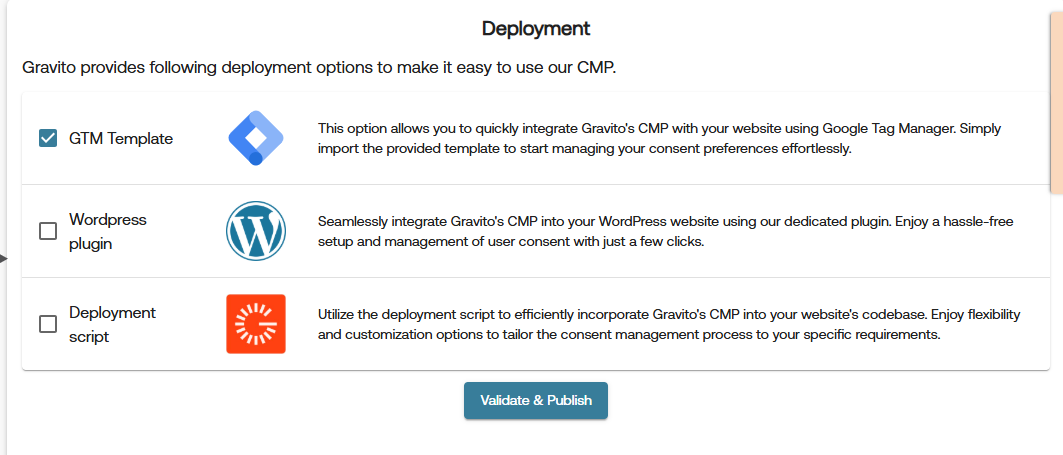 Deployment
Gravito provides following deployment options to make it easy to use our CMP.
GTM Template
This option allows you to quickly integrate Gravito's CMP with your website using Google Tag Manager. Simply
import the provided template to start managing your consent preferences effortlessly.
Wordpress
plugin
Seamlessly integrate Gravito's CMP into your WordPress website using our dedicated plugin. Enjoy a hassle-free
setup and management of user consent with just a few clicks.
Deployment
script
Utilize the deployment script to efficiently incorporate Gravito's CMP into your website's codebase. Enjoy flexibility
and customization options to tailor the consent management process to your specific requirements.
Validate & Publish